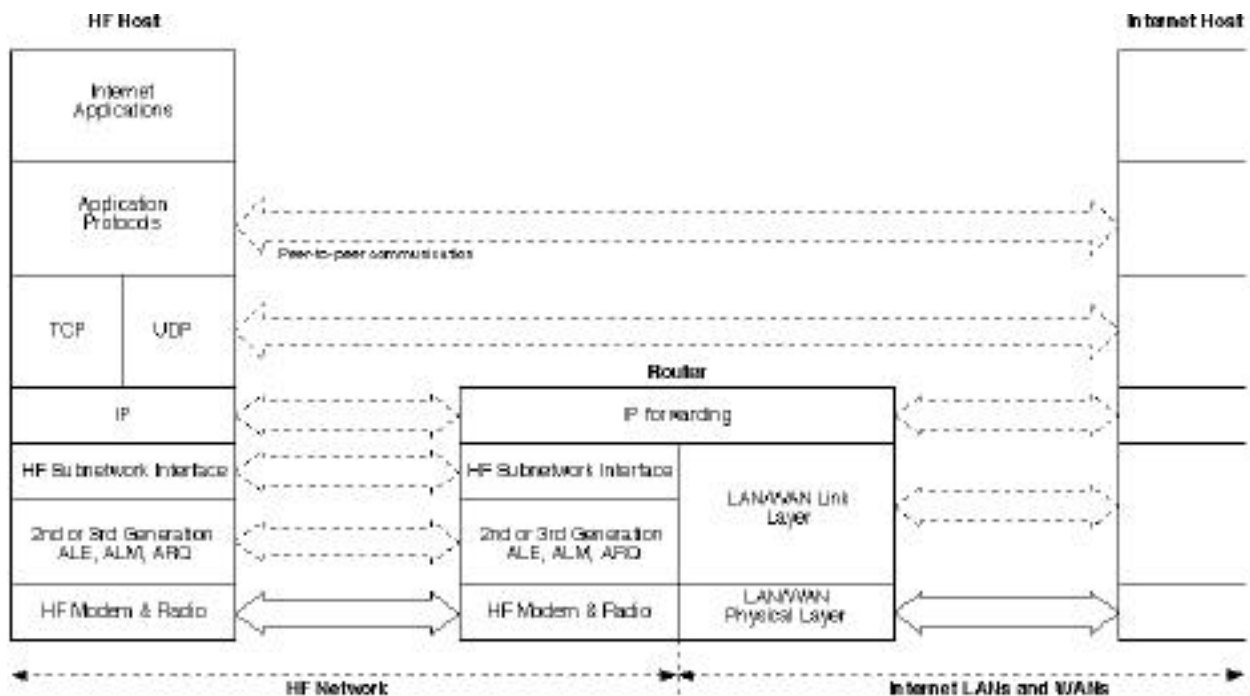 HF Host
Internet Host
Internet
Applications
Application
Protocols
Peer-to-peer communication
TCP
UDP
Router
IP
IP forwarding
HF Subnetwork Interface
HF Subnetwork Interface
LAN/WAN Link
Layer
2nd or 3rd Generation
ALE, ALM, ARQ
2nd or 3rd Generation
ALE, ALM, ARQ
HF Modem & Radio
HF Modem & Radio
LAN/WAN
Physical Layer
HF Network
Internet LANs and WANs